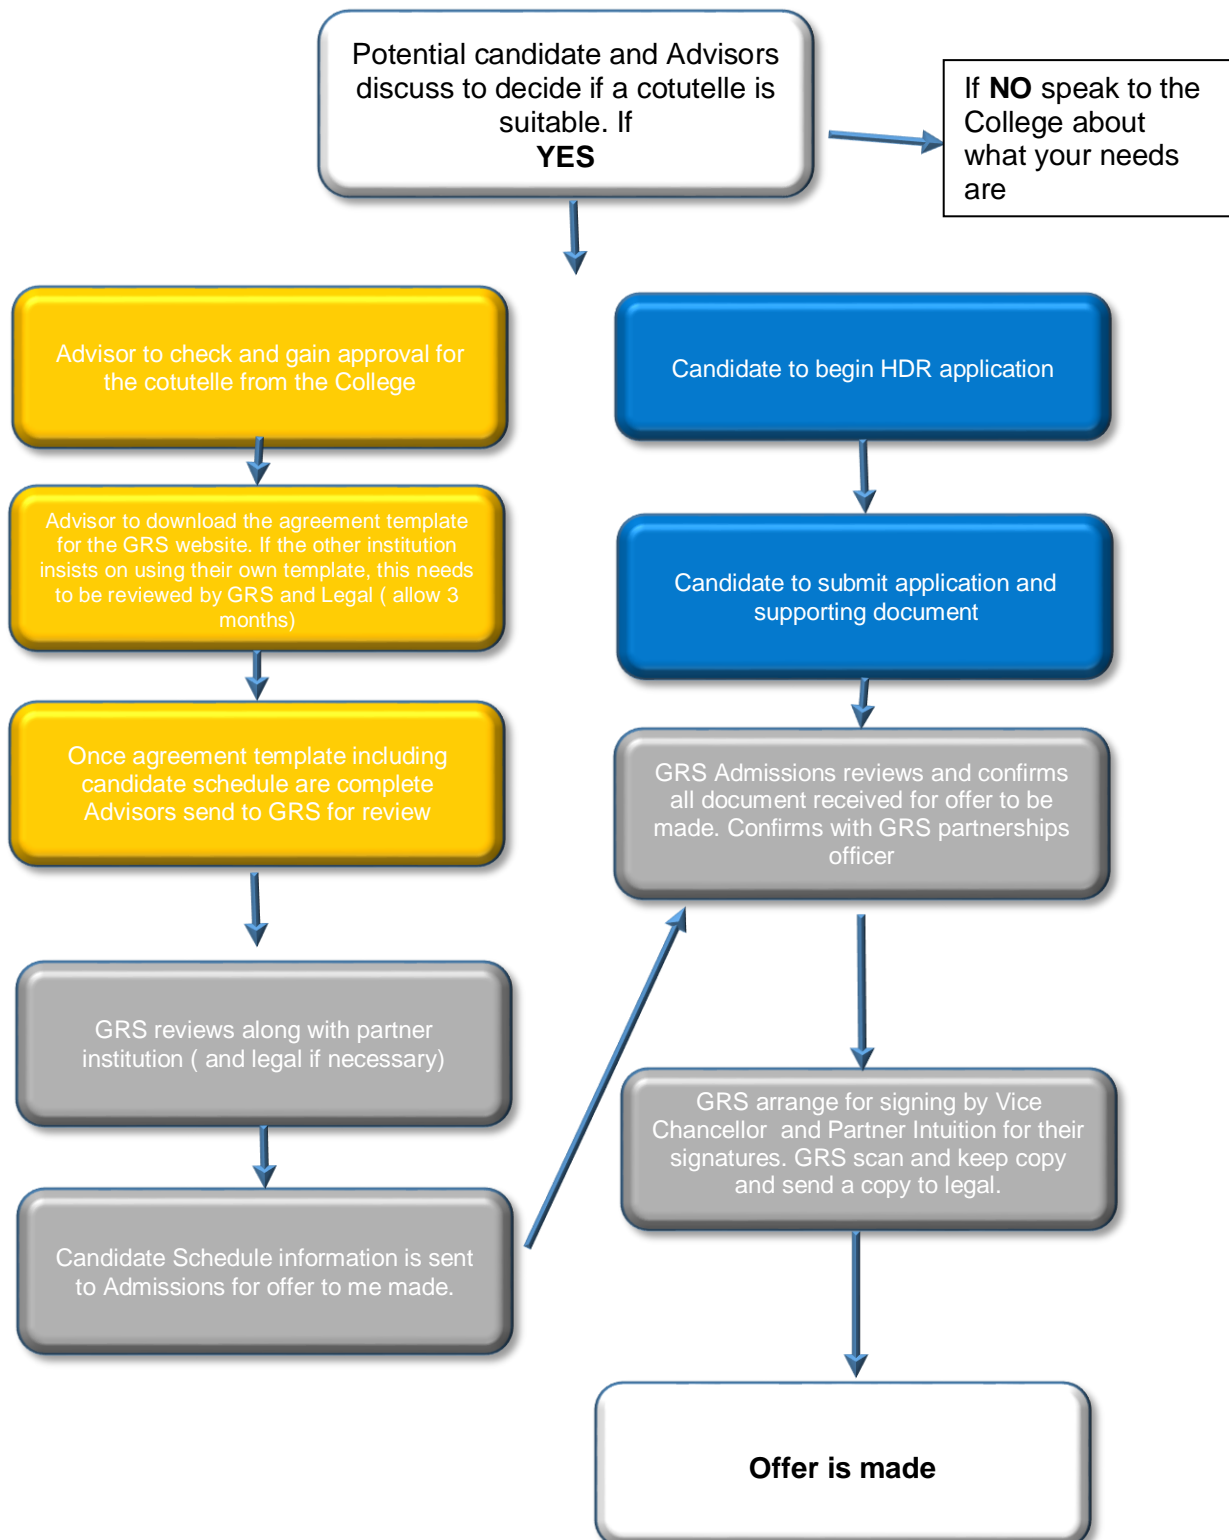 Potential candidate and Advisors
discuss to decide if a cotutelle is
suitable. If
YES
If NO speak to the
College about
what your needs
are
Advisor to check and gain approval for
the cotutelle from the College
Advisor to download the agreement template
for the GRS website. If the other institution
insists on using their own template, this needs
to be reviewed by GRS and Legal ( allow 3
months)
Once agreement template including
candidate schedule are complete
Advisors send to GRS for review
GRS reviews along with partner
institution ( and legal if necessary)
Candidate Schedule information is sent
to Admissions for offer to me made.
Candidate to begin HDR application
Candidate to submit application and
supporting document
GRS Admissions reviews and confirms
all document received for offer to be
made. Confirms with GRS partnerships
officer
GRS arrange for signing by Vice
Chancellor  and Partner Intuition for their
signatures. GRS scan and keep copy
and send a copy to legal.
Offer is made